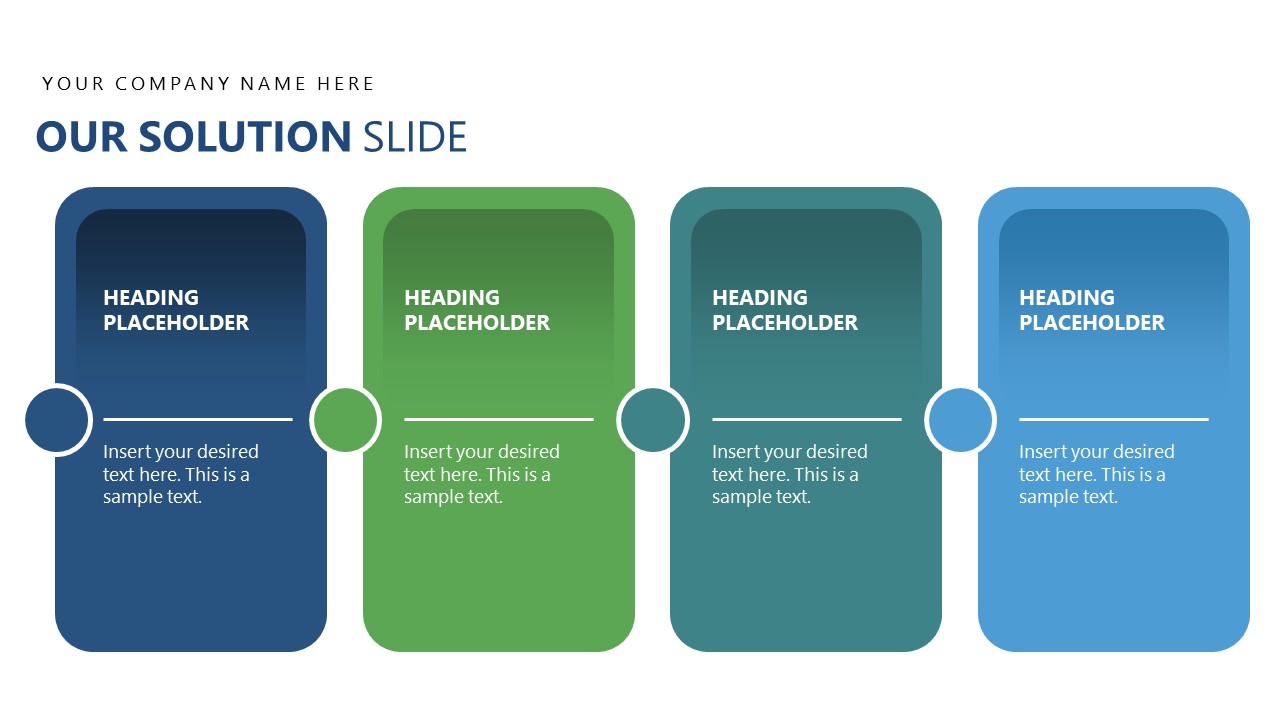 YOUR COMPANY NAME HERE
OUR SOLUTION SLIDE
HEADING
PLACEHOLDER
Insert your desired
text here. This is a
sample text.
HEADING
PLACEHOLDER
Insert your desired
text here. This is a
sample text.
HEADING
PLACEHOLDER
Insert your desired
text here. This is a
sample text.
HEADING
PLACEHOLDER
Insert your desired
text here. This is a
sample text.